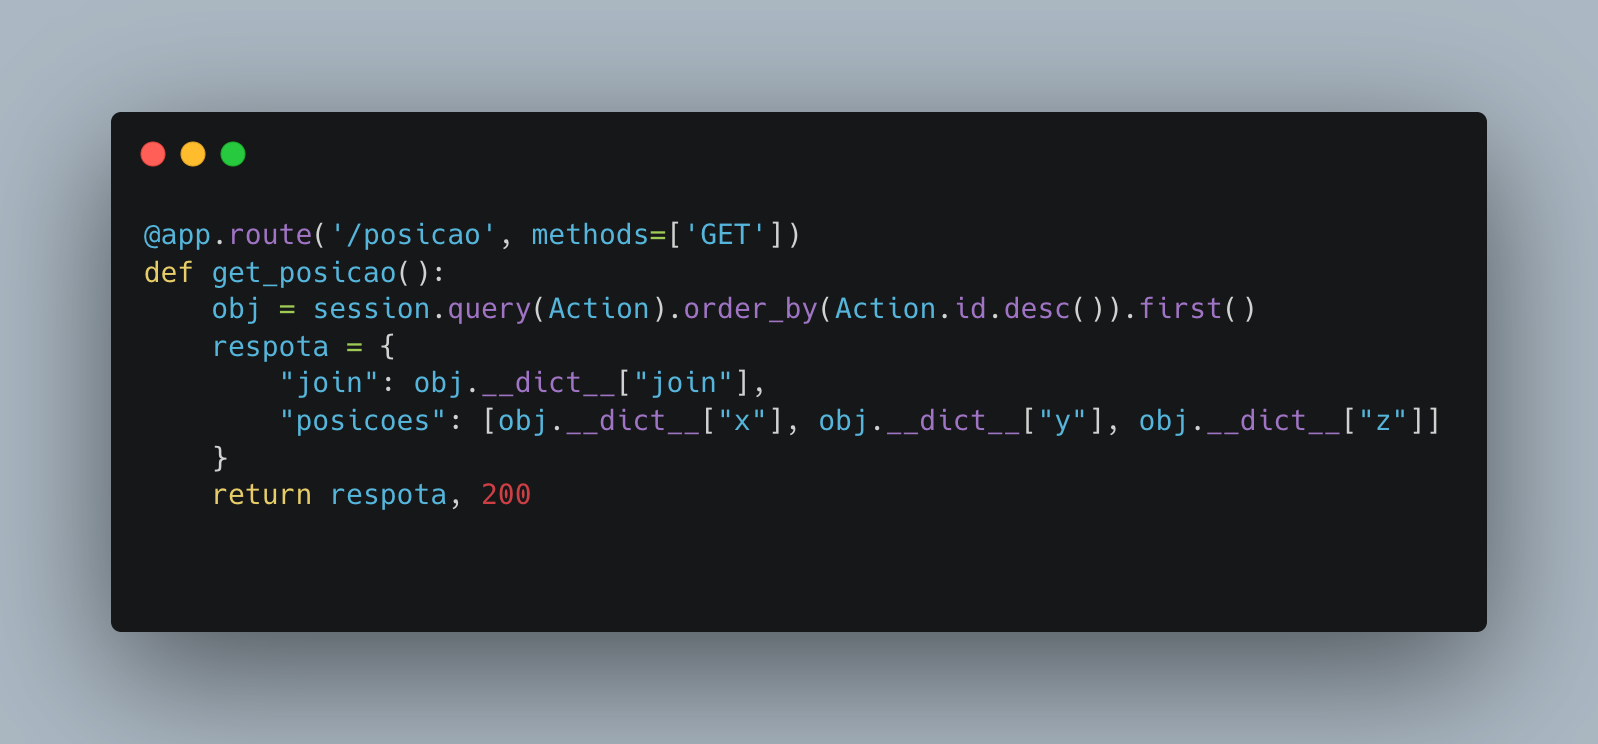 @app.route('/posicao', methods=['GET'])
def get_posicao():
    obj = session.query(Action).order_by(Action.id.desc()).first()
    respota = {
        "join": obj.__dict__["join"],
        "posicoes": [obj.__dict__["x"], obj.__dict__["y"], obj.__dict__["z"]]
    }
    return respota, 200